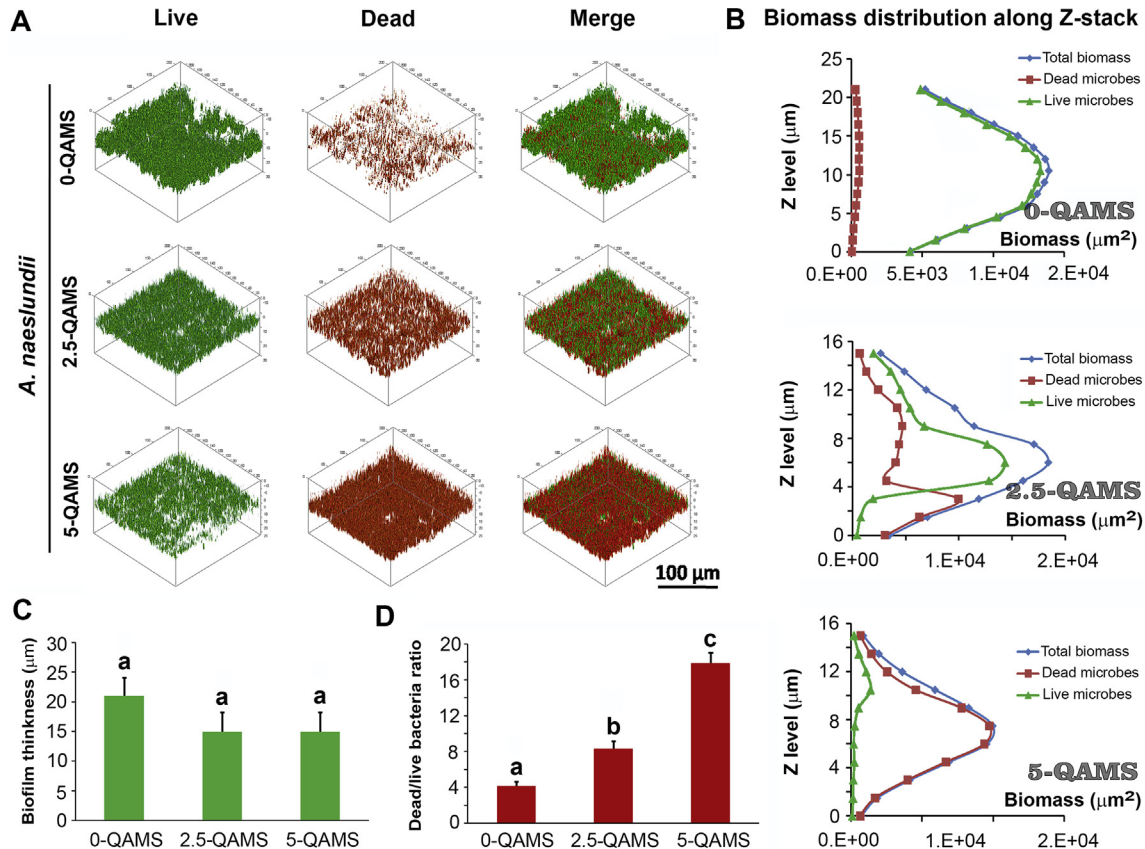 A
Live
Dead
Merge
A. naeslundii
0-QAMS
2.5-QAMS
5-QAMS
100 µm
B
Biomass distribution along Z-stack
Total biomass
Dead microbes
Live microbes
Z level (µm)
25
20
15
10
5
0
0-QAMS
Biomass (µm²)
0.E+00
5.E+03
1.E+04
2.E+04
Total biomass
Dead microbes
Live microbes
Z level (µm)
16
12
8
4
0
2.5-QAMS
Biomass (µm²)
0.E+00
1.E+04
2.E+04
Total biomass
Dead microbes
Live microbes
Z level (µm)
16
12
8
4
0
5-QAMS
Biomass (µm²)
0.E+00
1.E+04
2.E+04
C
Biofilm thinkness (µm)
30
25
20
15
10
5
0
a
a
a
0-QAMS
2.5-QAMS
5-QAMS
D
Dead/live bacteria ratio
20
16
12
8
4
0
a
b
c
0-QAMS
2.5-QAMS
5-QAMS